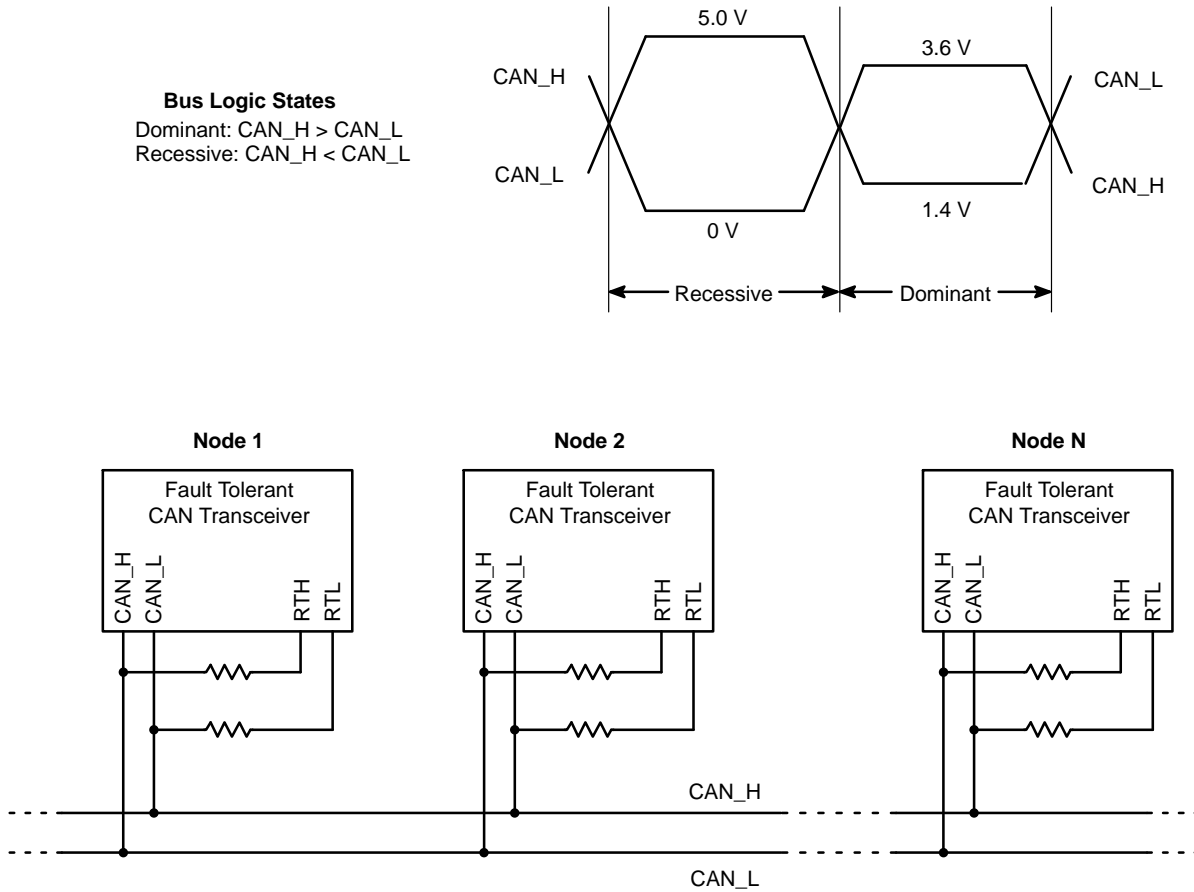 5.0 V
3.6 V
CAN_H
CAN_L
Bus Logic States
Dominant: CAN_H > CAN_L
Recessive: CAN_H < CAN_L
CAN_L
CAN_H
1.4 V
0 V
Recessive
Dominant
Node 1
Node 2
Node N
Fault Tolerant
CAN Transceiver
CAN_H
CAN_L
RTH
RTL
Fault Tolerant
CAN Transceiver
CAN_H
CAN_L
RTH
RTL
Fault Tolerant
CAN Transceiver
CAN_H
CAN_L
RTH
RTL
CAN_H
CAN_L